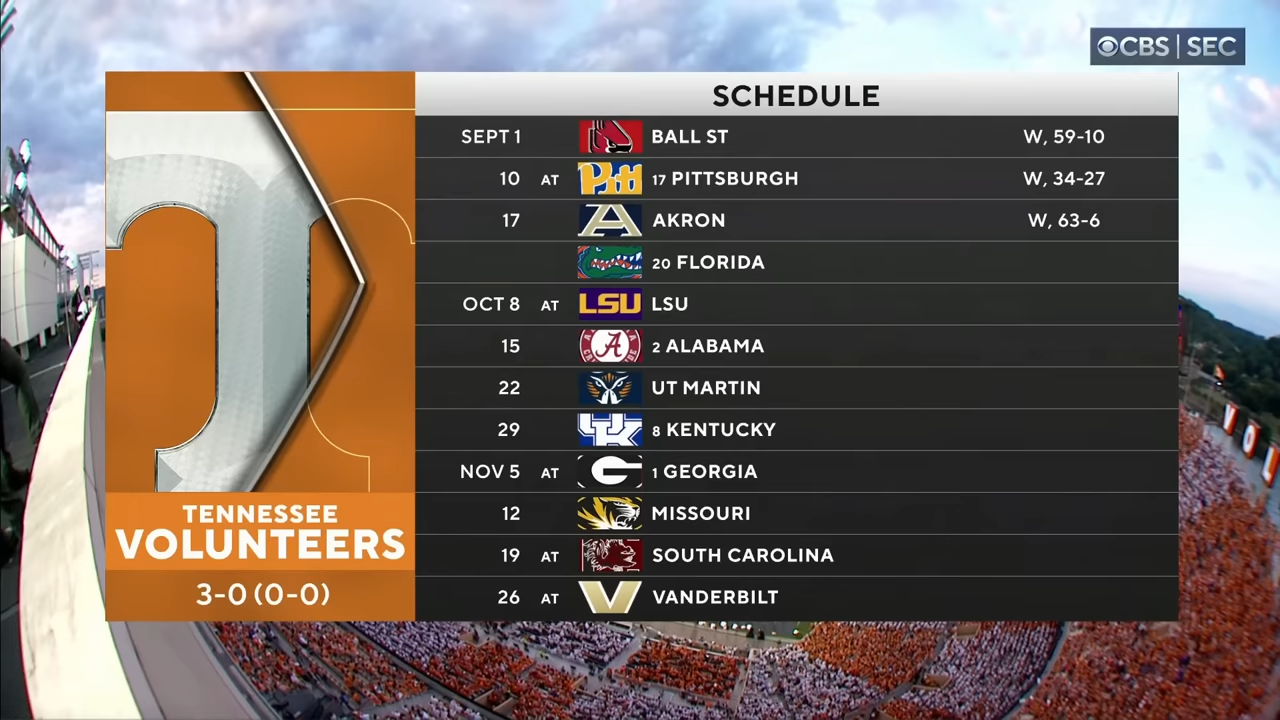 CBS | SEC
SCHEDULE
SEPT 1 BALL ST W, 59-10
10 AT Pitt 17 PITTSBURGH W, 34-27
17 A AKRON W, 63-6
20 FLORIDA
OCT 8 AT LSU LSU
15 A 2 ALABAMA
22 UT MARTIN
29 UK 8 KENTUCKY
NOV 5 AT G 1 GEORGIA
12 MISSOURI
19 AT SOUTH CAROLINA
26 AT V VANDERBILT
T
TENNESSEE
VOLUNTEERS
3-0 (0-0)
VOL